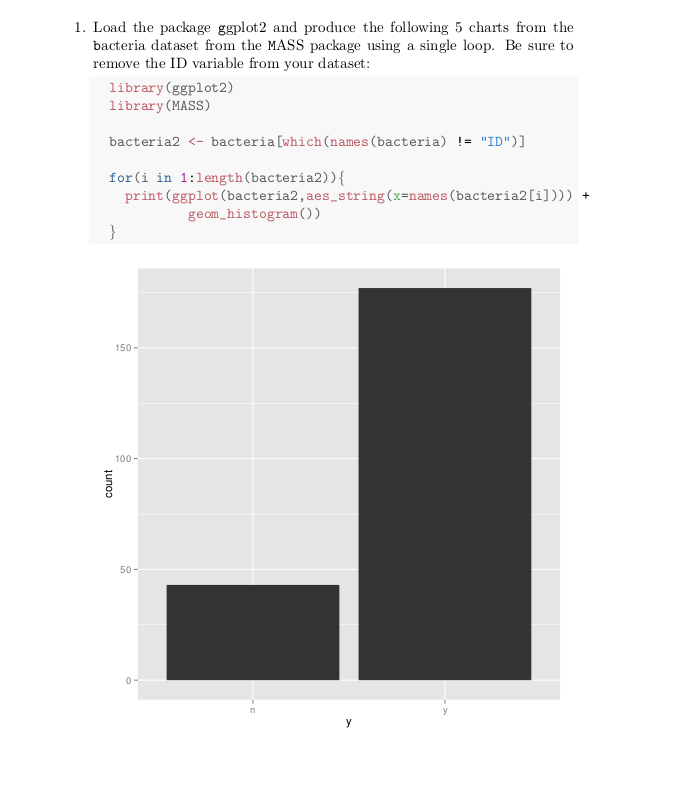 1. Load the package ggplot2 and produce the following 5 charts from the
bacteria dataset from the MASS package using a single loop. Be sure to
remove the ID variable from your dataset:
library(ggplot2)
library(MASS)
bacteria2 <- bacteria[which(names(bacteria) != "ID")]
for(i in 1:length(bacteria2)){
print(ggplot(bacteria2,aes_string(x=names(bacteria2[i]))) +
geom_histogram())
}
150
100
count
50
0
n y
y